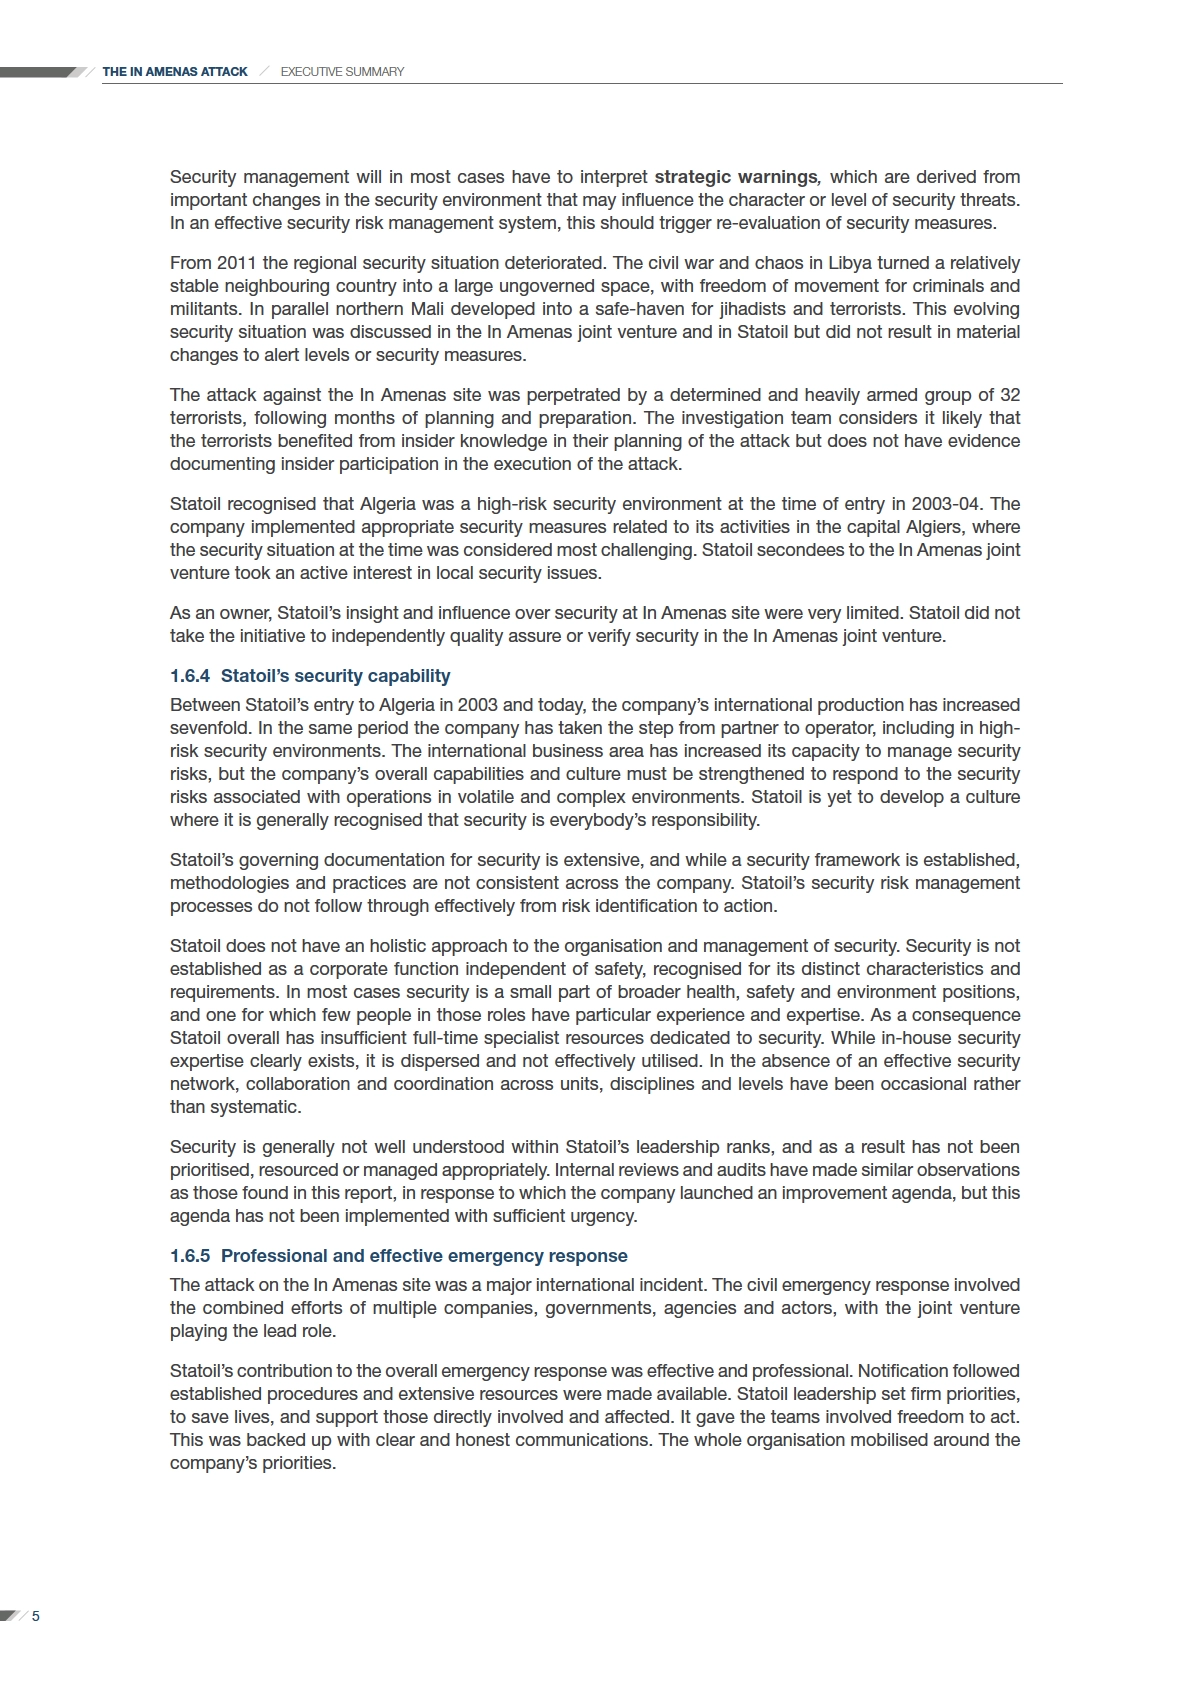 THE IN AMENAS ATTACK / EXECUTIVE SUMMARY
Security management will in most cases have to interpret strategic warnings, which are derived from
important changes in the security environment that may influence the character or level of security threats.
In an effective security risk management system, this should trigger re-evaluation of security measures.
From 2011 the regional security situation deteriorated. The civil war and chaos in Libya turned a relatively
stable neighbouring country into a large ungoverned space, with freedom of movement for criminals and
militants. In parallel northern Mali developed into a safe-haven for jihadists and terrorists. This evolving
security situation was discussed in the In Amenas joint venture and in Statoil but did not result in material
changes to alert levels or security measures.
The attack against the In Amenas site was perpetrated by a determined and heavily armed group of 32
terrorists, following months of planning and preparation. The investigation team considers it likely that
the terrorists benefited from insider knowledge in their planning of the attack but does not have evidence
documenting insider participation in the execution of the attack.
Statoil recognised that Algeria was a high-risk security environment at the time of entry in 2003-04. The
company implemented appropriate security measures related to its activities in the capital Algiers, where
the security situation at the time was considered most challenging. Statoil secondees to the In Amenas joint
venture took an active interest in local security issues.
As an owner, Statoil’s insight and influence over security at In Amenas site were very limited. Statoil did not
take the initiative to independently quality assure or verify security in the In Amenas joint venture.
1.6.4 Statoil’s security capability
Between Statoil’s entry to Algeria in 2003 and today, the company’s international production has increased
sevenfold. In the same period the company has taken the step from partner to operator, including in high-
risk security environments. The international business area has increased its capacity to manage security
risks, but the company’s overall capabilities and culture must be strengthened to respond to the security
risks associated with operations in volatile and complex environments. Statoil is yet to develop a culture
where it is generally recognised that security is everybody’s responsibility.
Statoil’s governing documentation for security is extensive, and while a security framework is established,
methodologies and practices are not consistent across the company. Statoil’s security risk management
processes do not follow through effectively from risk identification to action.
Statoil does not have an holistic approach to the organisation and management of security. Security is not
established as a corporate function independent of safety, recognised for its distinct characteristics and
requirements. In most cases security is a small part of broader health, safety and environment positions,
and one for which few people in those roles have particular experience and expertise. As a consequence
Statoil overall has insufficient full-time specialist resources dedicated to security. While in-house security
expertise clearly exists, it is dispersed and not effectively utilised. In the absence of an effective security
network, collaboration and coordination across units, disciplines and levels have been occasional rather
than systematic.
Security is generally not well understood within Statoil’s leadership ranks, and as a result has not been
prioritised, resourced or managed appropriately. Internal reviews and audits have made similar observations
as those found in this report, in response to which the company launched an improvement agenda, but this
agenda has not been implemented with sufficient urgency.
1.6.5 Professional and effective emergency response
The attack on the In Amenas site was a major international incident. The civil emergency response involved
the combined efforts of multiple companies, governments, agencies and actors, with the joint venture
playing the lead role.
Statoil’s contribution to the overall emergency response was effective and professional. Notification followed
established procedures and extensive resources were made available. Statoil leadership set firm priorities,
to save lives, and support those directly involved and affected. It gave the teams involved freedom to act.
This was backed up with clear and honest communications. The whole organisation mobilised around the
company’s priorities.
5